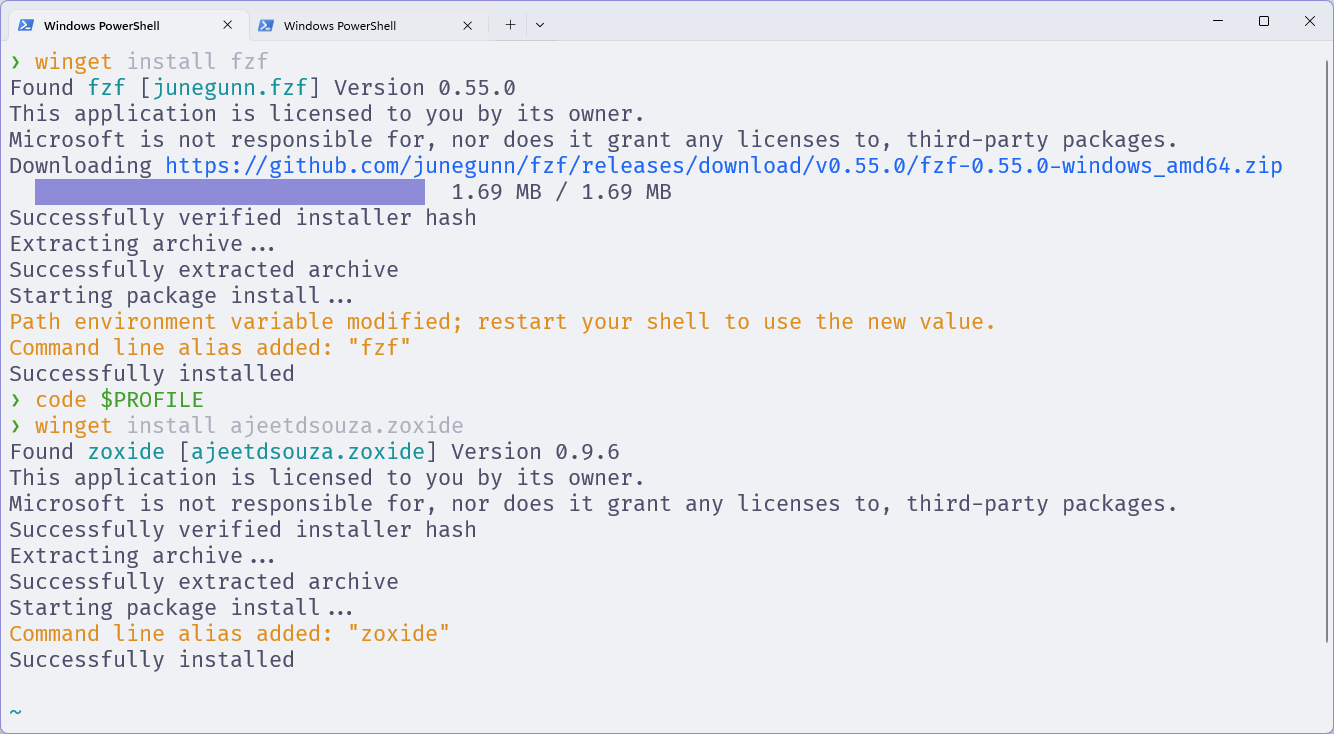 Windows PowerShell
Windows PowerShell
❯ winget install fzf
Found fzf [junegunn.fzf] Version 0.55.0
This application is licensed to you by its owner.
Microsoft is not responsible for, nor does it grant any licenses to, third-party packages.
Downloading https://github.com/junegunn/fzf/releases/download/v0.55.0/fzf-0.55.0-windows_amd64.zip
1.69 MB / 1.69 MB
Successfully verified installer hash
Extracting archive...
Successfully extracted archive
Starting package install...
Path environment variable modified; restart your shell to use the new value.
Command line alias added: "fzf"
Successfully installed
❯ code $PROFILE
❯ winget install ajeetdsouza.zoxide
Found zoxide [ajeetdsouza.zoxide] Version 0.9.6
This application is licensed to you by its owner.
Microsoft is not responsible for, nor does it grant any licenses to, third-party packages.
Successfully verified installer hash
Extracting archive...
Successfully extracted archive
Starting package install...
Command line alias added: "zoxide"
Successfully installed
~